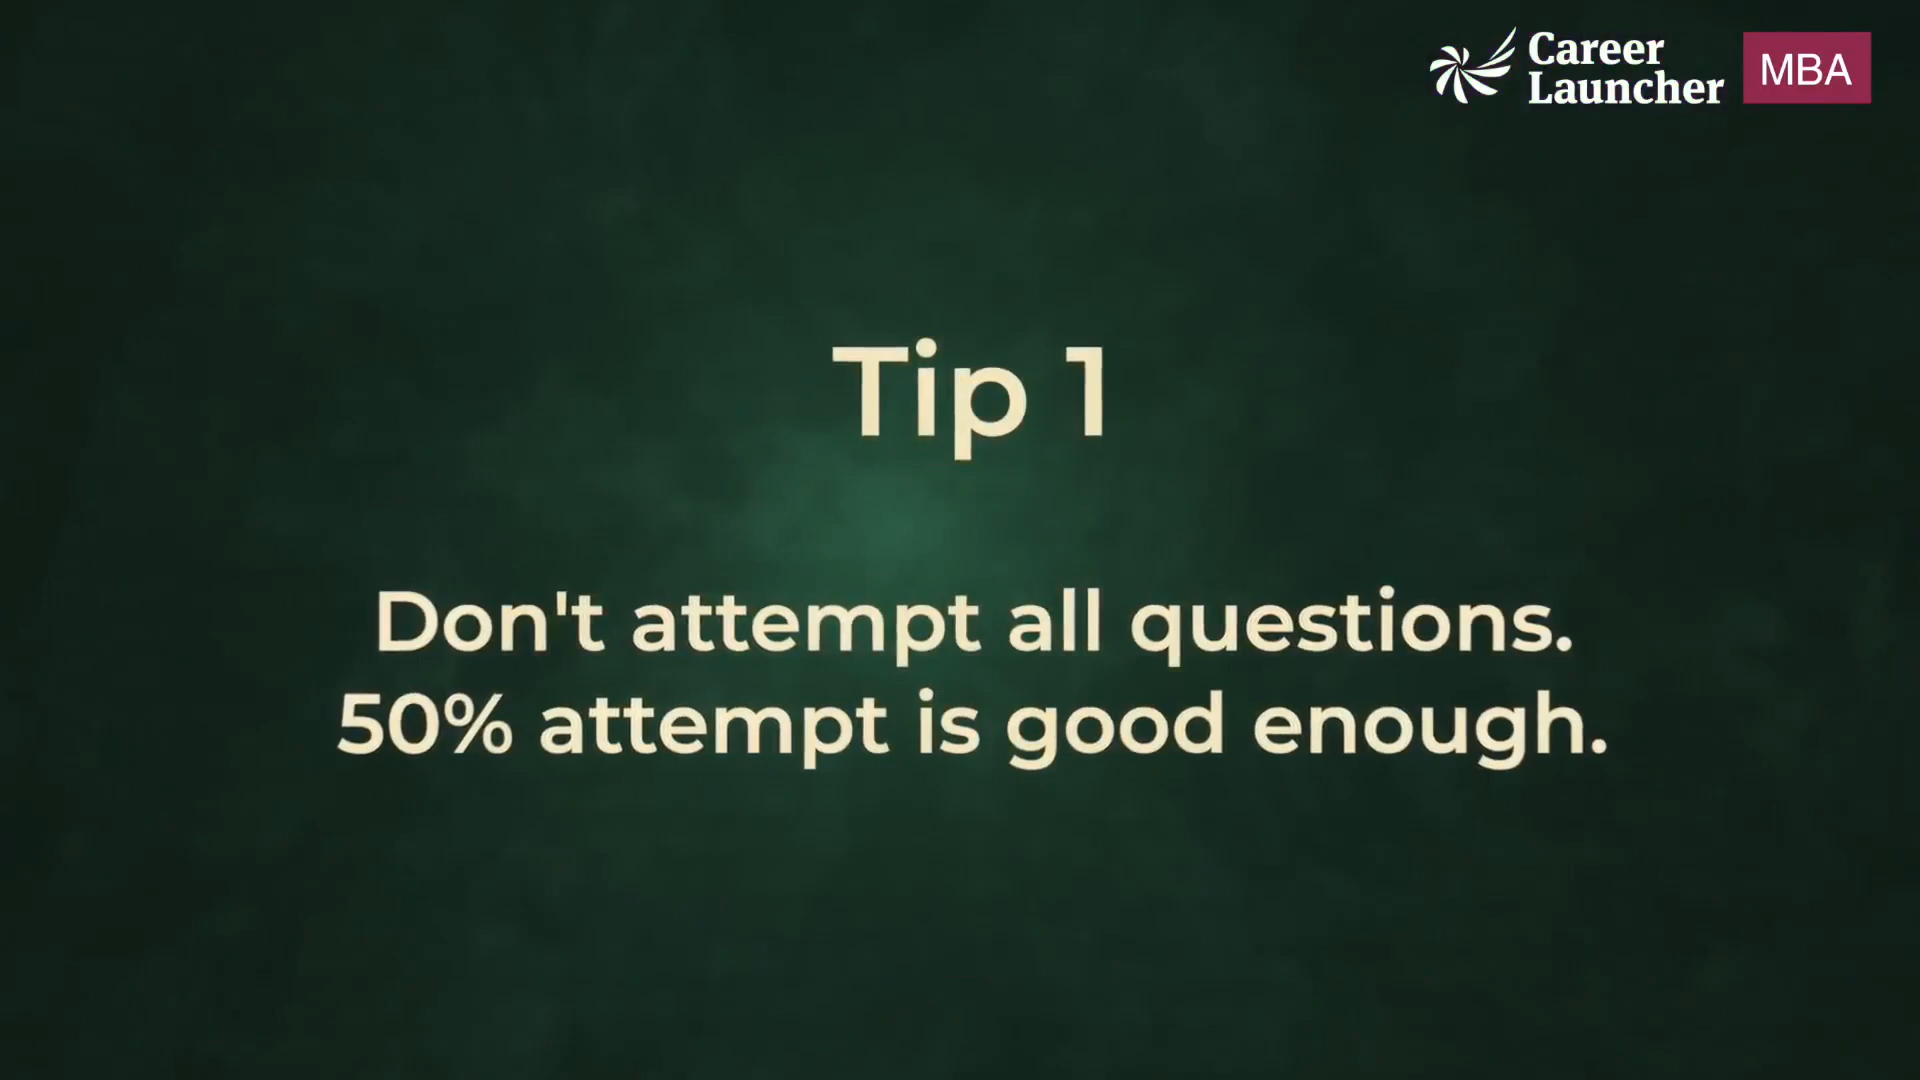 Career
Launcher
MBA
Tip 1
Don't attempt all questions.
50% attempt is good enough.